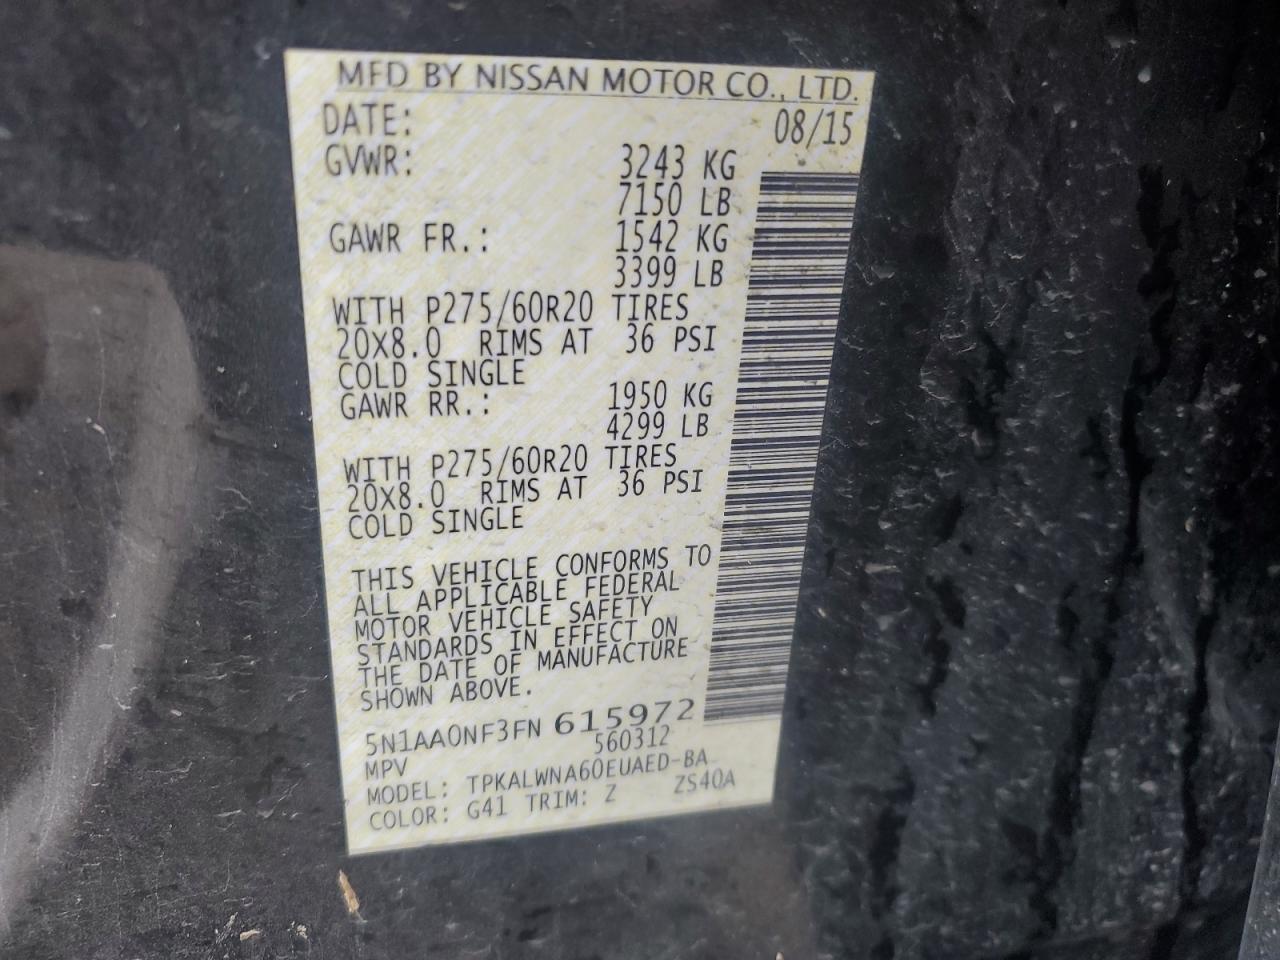 MFD BY NISSAN MOTOR CO., LTD.
DATE: 08/15
GVWR: 3243 KG
7150 LB
GAWR FR.: 1542 KG
3399 LB
WITH P275/60R20 TIRES
20X8.0 RIMS AT 36 PSI
COLD SINGLE
GAWR RR.: 1950 KG
4299 LB
WITH P275/60R20 TIRES
20X8.0 RIMS AT 36 PSI
COLD SINGLE
THIS VEHICLE CONFORMS TO
ALL APPLICABLE FEDERAL
MOTOR VEHICLE SAFETY
STANDARDS IN EFFECT ON
THE DATE OF MANUFACTURE
SHOWN ABOVE.
5N1AA0NF3FN 615972
MPV 560312
MODEL: TPKALWNA60EUAED-BA
COLOR: G41 TRIM: Z ZS40A